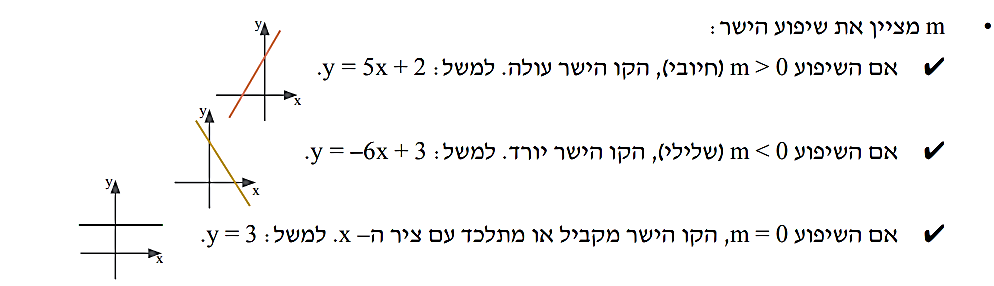 • m מציין את שיפוע הישר:
✔ אם השיפוע m > 0 (חיובי), הקו הישר עולה. למשל: y = 5x + 2.
y
x
✔ אם השיפוע m < 0 (שלילי), הקו הישר יורד. למשל: y = –6x + 3.
y
x
✔ אם השיפוע m = 0, הקו הישר מקביל או מתלכד עם ציר ה– x. למשל: y = 3.
y
x